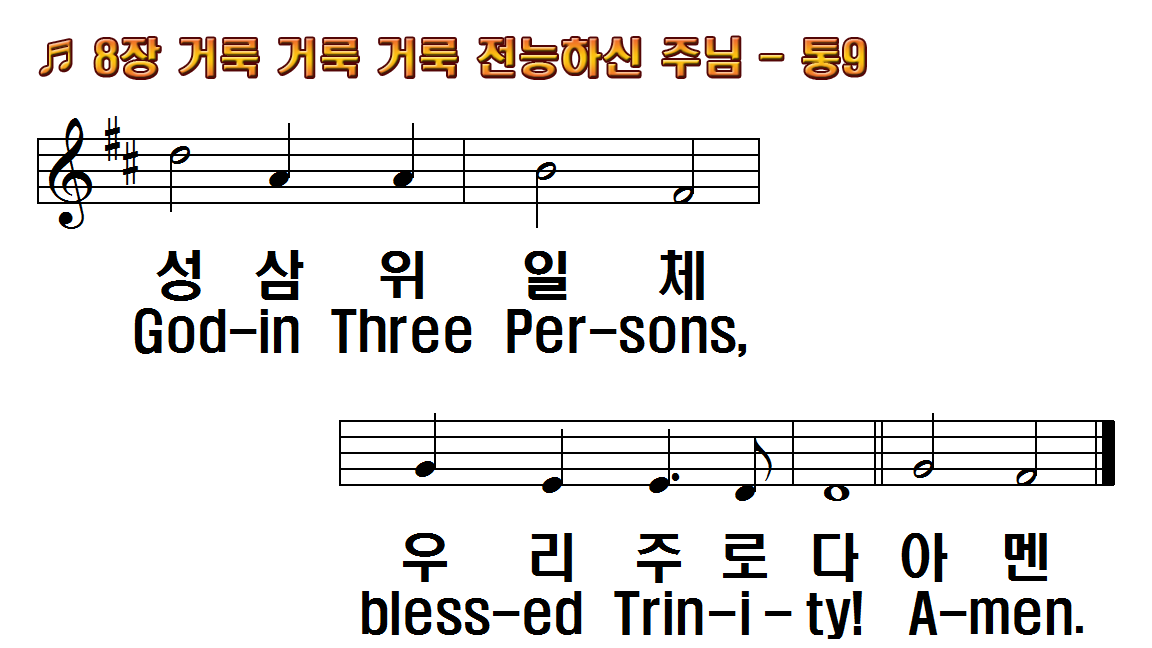 ♬ 8장 거룩 거룩 거룩 전능하신 주님 - 통9
성 삼 위 일 체
God-in Three Per-sons,
우 리 주 로 다 아 멘
bless-ed Trin-i-ty! A-men.